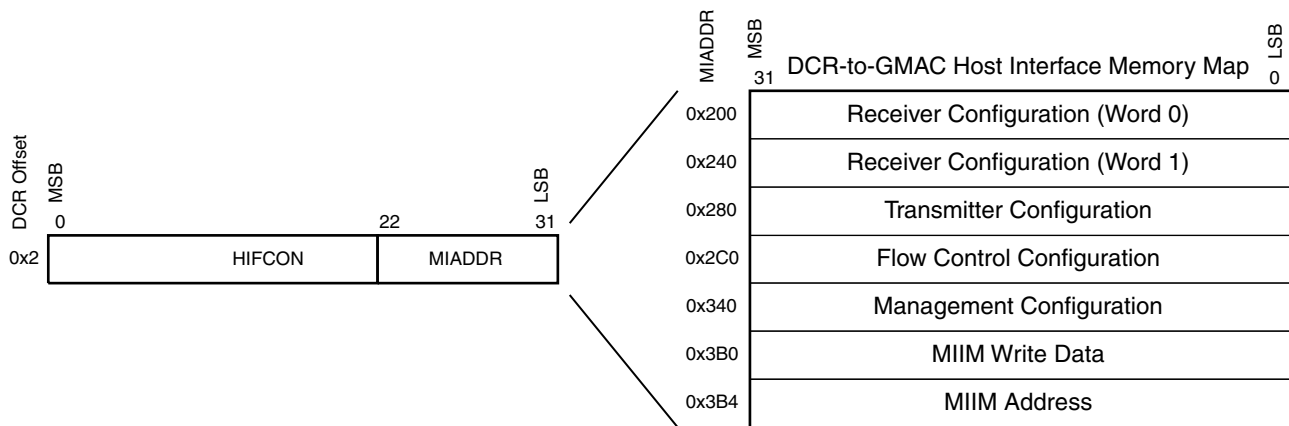 DCR Offset
MSB
LSB
0
22
31
0x2
HIFCON
MIADDR
MIADDR
MSB
LSB
DCR-to-GMAC Host Interface Memory Map
31
0
0x200
Receiver Configuration (Word 0)
0x240
Receiver Configuration (Word 1)
0x280
Transmitter Configuration
0x2C0
Flow Control Configuration
0x340
Management Configuration
0x3B0
MIIM Write Data
0x3B4
MIIM Address